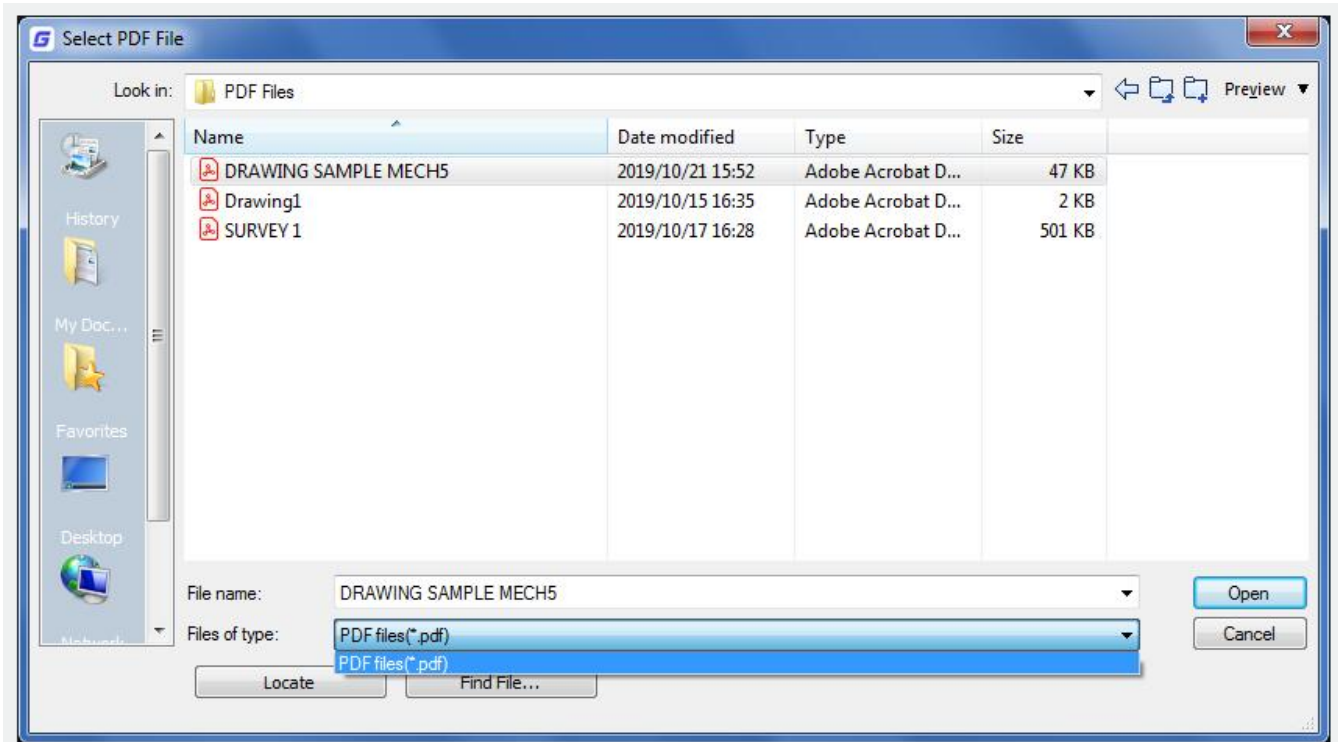 Select PDF File
Look in: PDF Files Preview
Name Date modified Type Size
DRAWING SAMPLE MECH5 2019/10/21 15:52 Adobe Acrobat D... 47 KB
Drawing1 2019/10/15 16:35 Adobe Acrobat D... 2 KB
SURVEY 1 2019/10/17 16:28 Adobe Acrobat D... 501 KB
History
My Doc...
Favorites
Desktop
Network
File name: DRAWING SAMPLE MECH5 Open
Files of type: PDF files(*.pdf) Cancel
PDF files(*.pdf)
Locate Find File...